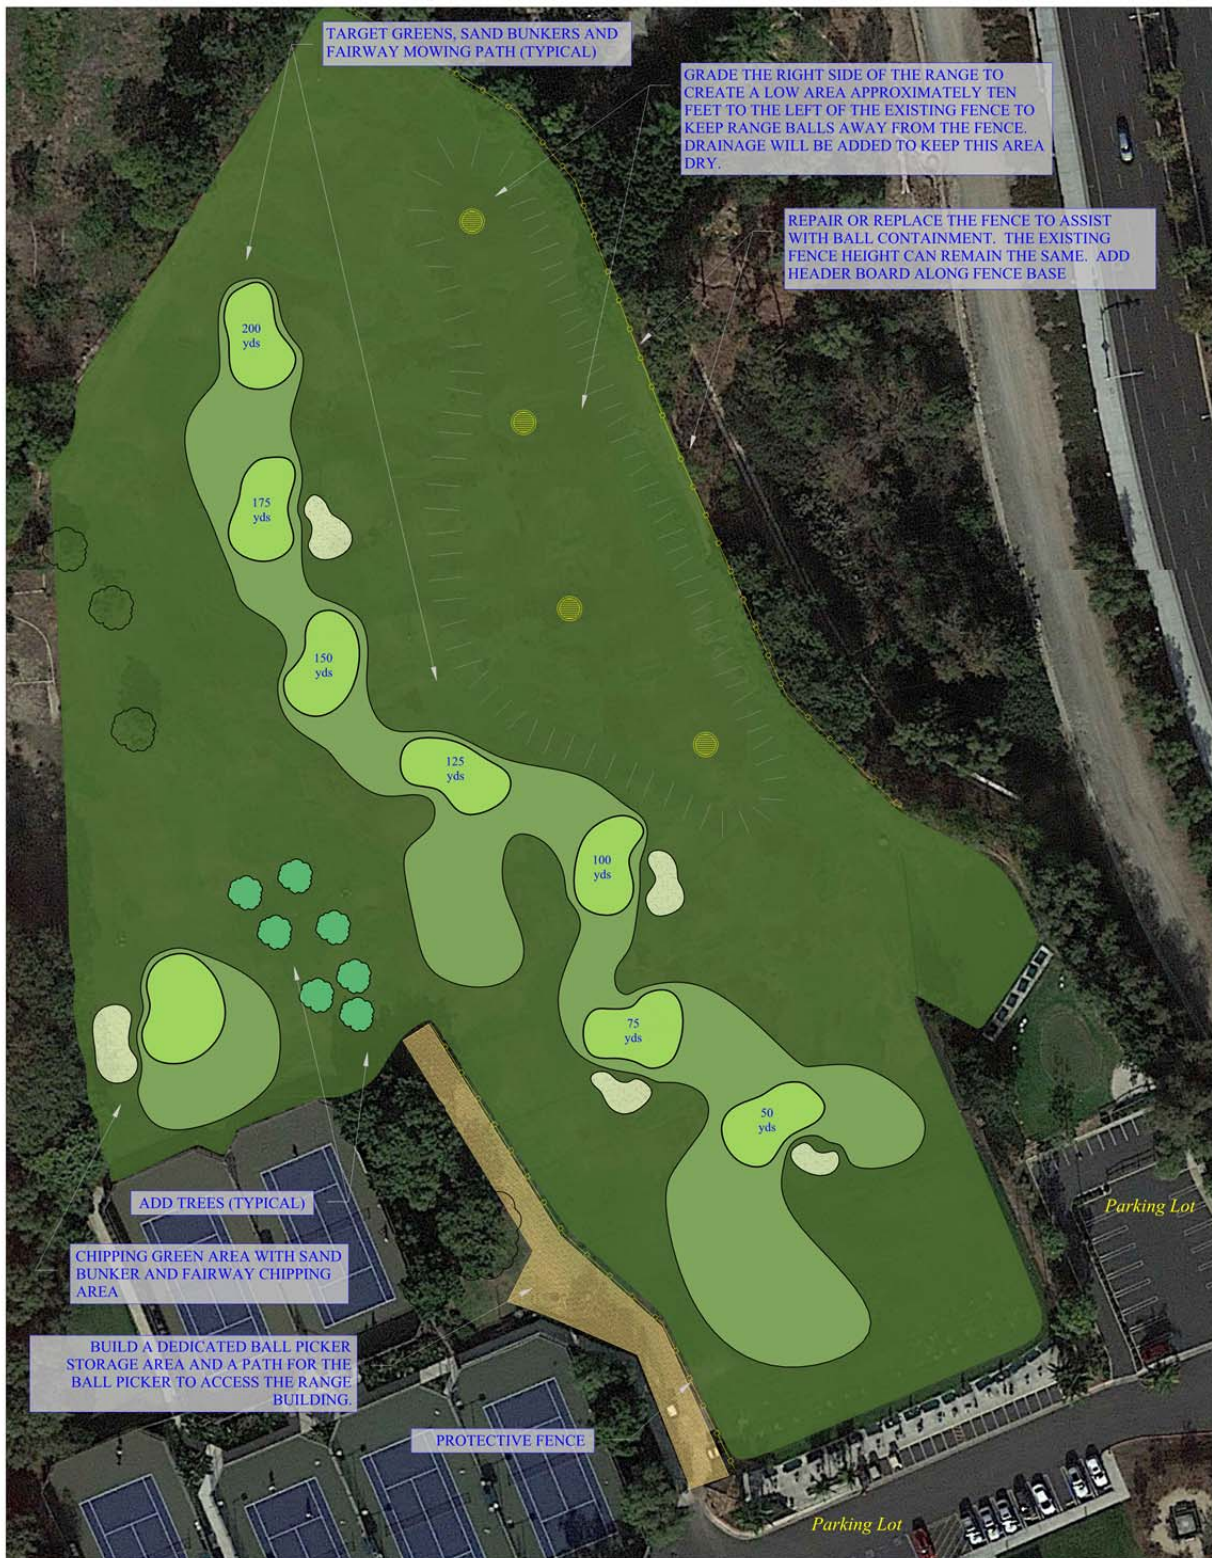 TARGET GREENS, SAND BUNKERS AND
FAIRWAY MOWING PATH (TYPICAL)
GRADE THE RIGHT SIDE OF THE RANGE TO
CREATE A LOW AREA APPROXIMATELY TEN
FEET TO THE LEFT OF THE EXISTING FENCE TO
KEEP RANGE BALLS AWAY FROM THE FENCE.
DRAINAGE WILL BE ADDED TO KEEP THIS AREA
DRY.
REPAIR OR REPLACE THE FENCE TO ASSIST
WITH BALL CONTAINMENT. THE EXISTING
FENCE HEIGHT CAN REMAIN THE SAME. ADD
HEADER BOARD ALONG FENCE BASE
200
yds
175
yds
150
yds
125
yds
100
yds
75
yds
50
yds
ADD TREES (TYPICAL)
Parking Lot
CHIPPING GREEN AREA WITH SAND
BUNKER AND FAIRWAY CHIPPING
AREA
BUILD A DEDICATED BALL PICKER
STORAGE AREA AND A PATH FOR THE
BALL PICKER TO ACCESS THE RANGE
BUILDING.
PROTECTIVE FENCE
Parking Lot